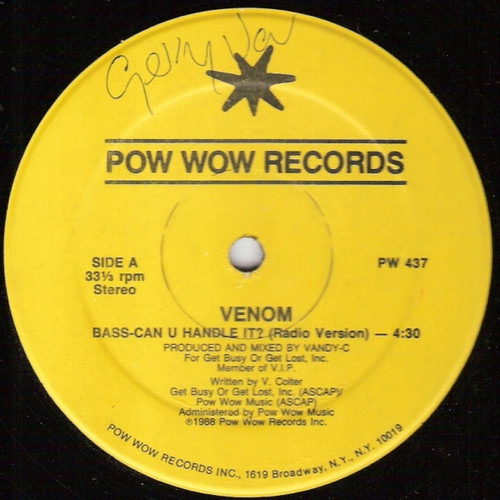 POW WOW RECORDS
SIDE A
33⅓ rpm
Stereo
PW 437
VENOM
BASS-CAN U HANDLE IT? (Radio Version) — 4:30
PRODUCED AND MIXED BY VANDY-C
For Get Busy Or Get Lost, Inc.
Member of V.I.P.
Written by V. Colter
Get Busy Or Get Lost, Inc. (ASCAP)/
Pow Wow Music (ASCAP)
Administered by Pow Wow Music
℗1988 Pow Wow Records Inc.
POW WOW RECORDS INC., 1619 Broadway, N.Y., N.Y. 10019